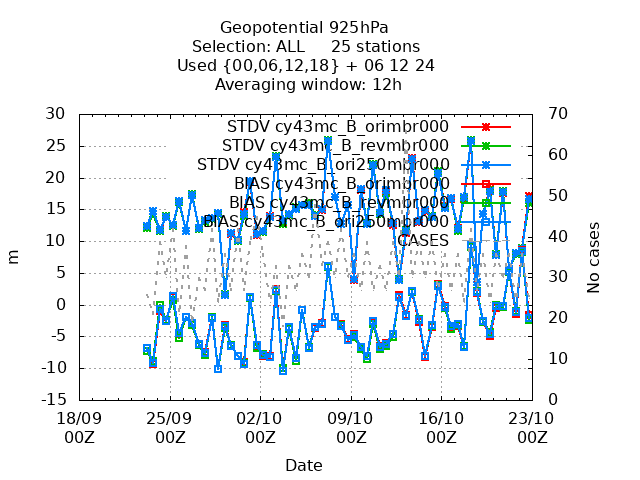 Geopotential 925hPa
Selection: ALL 25 stations
Used {00,06,12,18} + 06 12 24
Averaging window: 12h
STDV cy43mc_B_orimbr000
STDV cy43mc_B_revmbr000
STDV cy43mc_B_ori250mbr000
BIAS cy43mc_B_orimbr000
BIAS cy43mc_B_revmbr000
BIAS cy43mc_B_ori250mbr000
CASES
30
25
20
15
10
5
0
-5
-10
-15
m
70
60
50
40
30
20
10
0
No cases
18/09 25/09 02/10 09/10 16/10 23/10
00Z 00Z 00Z 00Z 00Z 00Z
Date